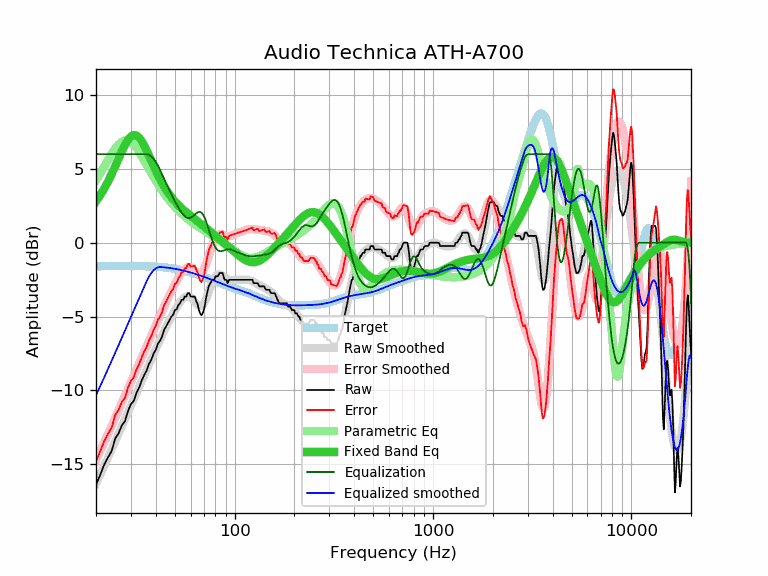 Audio Technica ATH-A700
Amplitude (dBr)
10
5
0
−5
−10
−15
Target
Raw Smoothed
Error Smoothed
Raw
Error
Parametric Eq
Fixed Band Eq
Equalization
Equalized smoothed
100
1000
10000
Frequency (Hz)